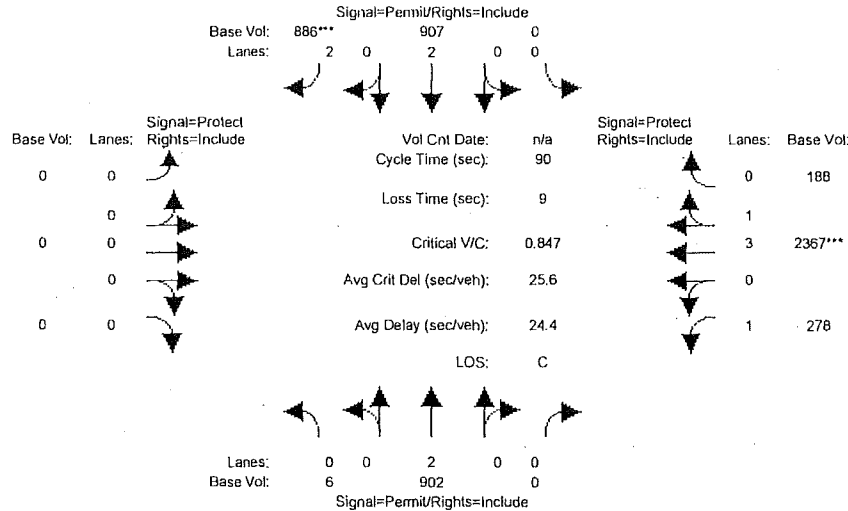 Signal=Permit/Rights=Include
Base Vol: 886*** 907 0
Lanes: 2 0 2 0 0
Signal=Protect
Base Vol: Lanes: Rights=Include
Vol Cnt Date: n/a
Signal=Protect
Rights=Include Lanes: Base Vol:
Cycle Time (sec): 90
0 0
0 188
Loss Time (sec): 9
0
1
0 0
Critical V/C: 0.847
3 2367***
0
Avg Crit Del (sec/veh): 25.6
0
0 0
Avg Delay (sec/veh): 24.4
1 278
LOS: C
Lanes: 0 0 2 0 0
Base Vol: 6 902 0
Signal=Permit/Rights=Include